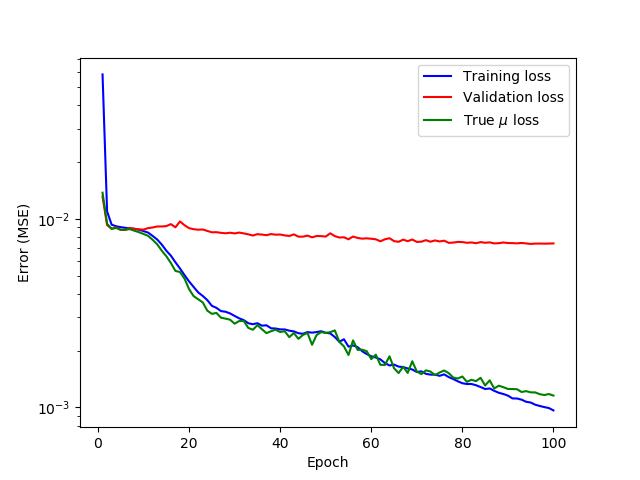 Training loss
Validation loss
True μ loss
Error (MSE)
10⁻²
10⁻³
0 20 40 60 80 100
Epoch